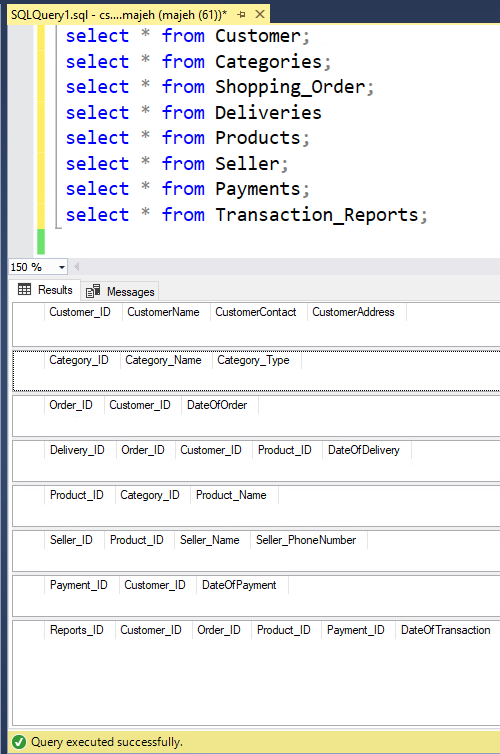 SQLQuery1.sql - cs....majeh (majeh (61))*
select * from Customer;
select * from Categories;
select * from Shopping_Order;
select * from Deliveries
select * from Products;
select * from Seller;
select * from Payments;
select * from Transaction_Reports;
150 %
Results Messages
Customer_ID CustomerName CustomerContact CustomerAddress
Category_ID Category_Name Category_Type
Order_ID Customer_ID DateOfOrder
Delivery_ID Order_ID Customer_ID Product_ID DateOfDelivery
Product_ID Category_ID Product_Name
Seller_ID Product_ID Seller_Name Seller_PhoneNumber
Payment_ID Customer_ID DateOfPayment
Reports_ID Customer_ID Order_ID Product_ID Payment_ID DateOfTransaction
Query executed successfully.